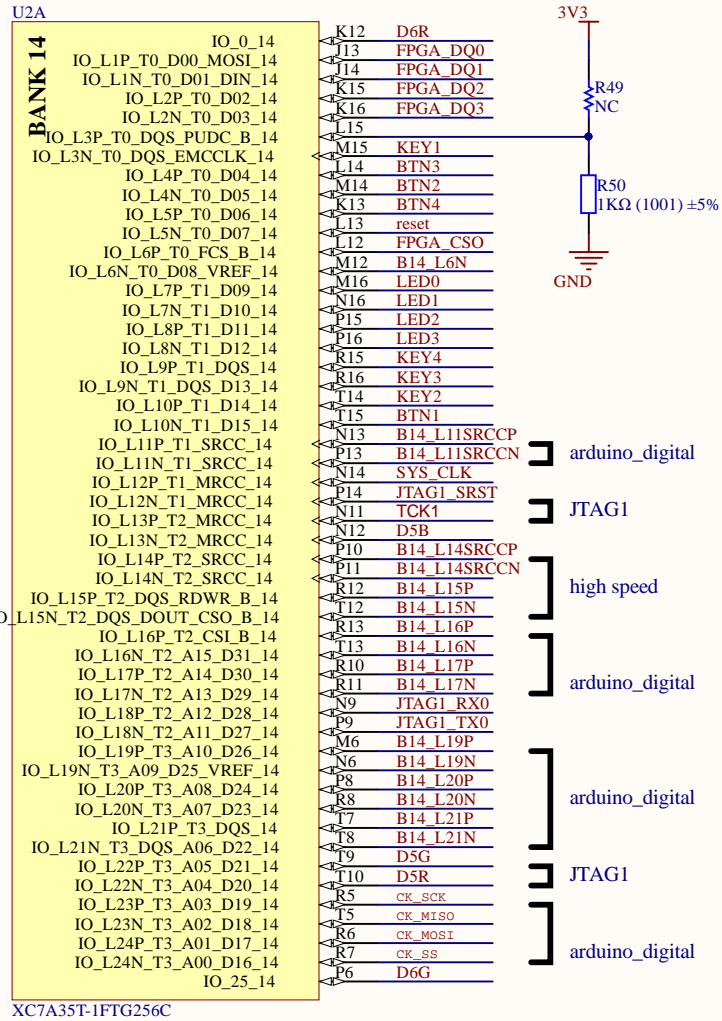 U2A
BANK 14
IO_0_14 K12 D6R
IO_L1P_T0_D00_MOSI_14 J13 FPGA_DQ0
IO_L1N_T0_D01_DIN_14 J14 FPGA_DQ1
IO_L2P_T0_D02_14 K15 FPGA_DQ2
IO_L2N_T0_D03_14 K16 FPGA_DQ3
IO_L3P_T0_DQS_PUDC_B_14 L15
IO_L3N_T0_DQS_EMCCLK_14 M15 KEY1
IO_L4P_T0_D04_14 L14 BTN3
IO_L4N_T0_D05_14 M14 BTN2
IO_L5P_T0_D06_14 K13 BTN4
IO_L5N_T0_D07_14 L13 reset
IO_L6P_T0_FCS_B_14 L12 FPGA_CSO
IO_L6N_T0_D08_VREF_14 M12 B14_L6N
IO_L7P_T1_D09_14 M16 LED0
IO_L7N_T1_D10_14 N16 LED1
IO_L8P_T1_D11_14 P15 LED2
IO_L8N_T1_D12_14 P16 LED3
IO_L9P_T1_DQS_14 R15 KEY4
IO_L9N_T1_DQS_D13_14 R16 KEY3
IO_L10P_T1_D14_14 T14 KEY2
IO_L10N_T1_D15_14 T15 BTN1
IO_L11P_T1_SRCC_14 N13 B14_L11SRCCP
IO_L11N_T1_SRCC_14 P13 B14_L11SRCCN
IO_L12P_T1_MRCC_14 N14 SYS_CLK
IO_L12N_T1_MRCC_14 P14 JTAG1_SRST
IO_L13P_T2_MRCC_14 N11 TCK1
IO_L13N_T2_MRCC_14 N12 D5B
IO_L14P_T2_SRCC_14 P10 B14_L14SRCCP
IO_L14N_T2_SRCC_14 P11 B14_L14SRCCN
IO_L15P_T2_DQS_RDWR_B_14 R12 B14_L15P
O_L15N_T2_DQS_DOUT_CSO_B_14 T12 B14_L15N
IO_L16P_T2_CSI_B_14 R13 B14_L16P
IO_L16N_T2_A15_D31_14 T13 B14_L16N
IO_L17P_T2_A14_D30_14 R10 B14_L17P
IO_L17N_T2_A13_D29_14 R11 B14_L17N
IO_L18P_T2_A12_D28_14 N9 JTAG1_RX0
IO_L18N_T2_A11_D27_14 P9 JTAG1_TX0
IO_L19P_T3_A10_D26_14 M6 B14_L19P
IO_L19N_T3_A09_D25_VREF_14 N6 B14_L19N
IO_L20P_T3_A08_D24_14 P8 B14_L20P
IO_L20N_T3_A07_D23_14 R8 B14_L20N
IO_L21P_T3_DQS_14 T7 B14_L21P
IO_L21N_T3_DQS_A06_D22_14 T8 B14_L21N
IO_L22P_T3_A05_D21_14 T9 D5G
IO_L22N_T3_A04_D20_14 T10 D5R
IO_L23P_T3_A03_D19_14 R5 CK_SCK
IO_L23N_T3_A02_D18_14 T5 CK_MISO
IO_L24P_T3_A01_D17_14 R6 CK_MOSI
IO_L24N_T3_A00_D16_14 R7 CK_SS
IO_25_14 P6 D6G
XC7A35T-1FTG256C
3V3
R49
NC
R50
1KΩ (1001) ±5%
GND
arduino_digital
JTAG1
high speed
arduino_digital
arduino_digital
JTAG1
arduino_digital